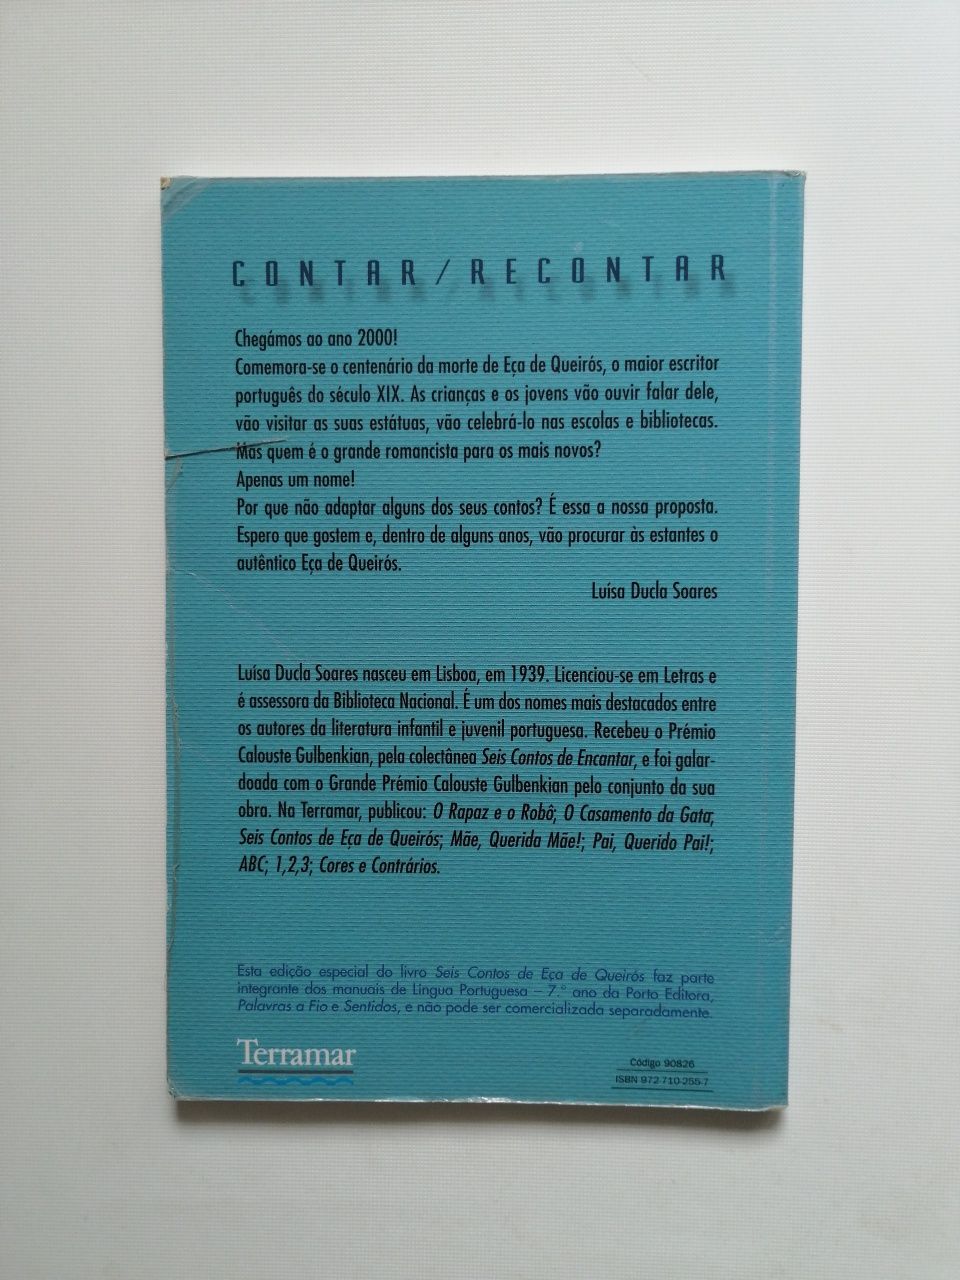 CONTAR/RECONTAR
Chegámos ao ano 2000!
Comemora-se o centenário da morte de Eça de Queirós, o maior escritor
português do século XIX. As crianças e os jovens vão ouvir falar dele,
vão visitar as suas estátuas, vão celebrá-lo nas escolas e bibliotecas.
Mas quem é o grande romancista para os mais novos?
Apenas um nome!
Por que não adaptar alguns dos seus contos? É essa a nossa proposta.
Espero que gostem e, dentro de alguns anos, vão procurar às estantes o
autêntico Eça de Queirós.
Luísa Ducla Soares
Luísa Ducla Soares nasceu em Lisboa, em 1939. Licenciou-se em Letras e
é assessora da Biblioteca Nacional. É um dos nomes mais destacados entre
os autores da literatura infantil e juvenil portuguesa. Recebeu o Prémio
Calouste Gulbenkian, pela colectânea Seis Contos de Encantar, e foi galar-
doada com o Grande Prémio Calouste Gulbenkian pelo conjunto da sua
obra. Na Terramar, publicou: O Rapaz e o Robô; O Casamento da Gata;
Seis Contos de Eça de Queirós; Mãe, Querida Mãe!; Pai, Querido Pai!;
ABC; 1,2,3; Cores e Contrários.
Esta edição especial do livro Seis Contos de Eça de Queirós faz parte
integrante dos manuais de Língua Portuguesa – 7.º ano da Porto Editora,
Palavras a Fio e Sentidos, e não pode ser comercializada separadamente.
Terramar
Código 90826
ISBN 972-710-255-7